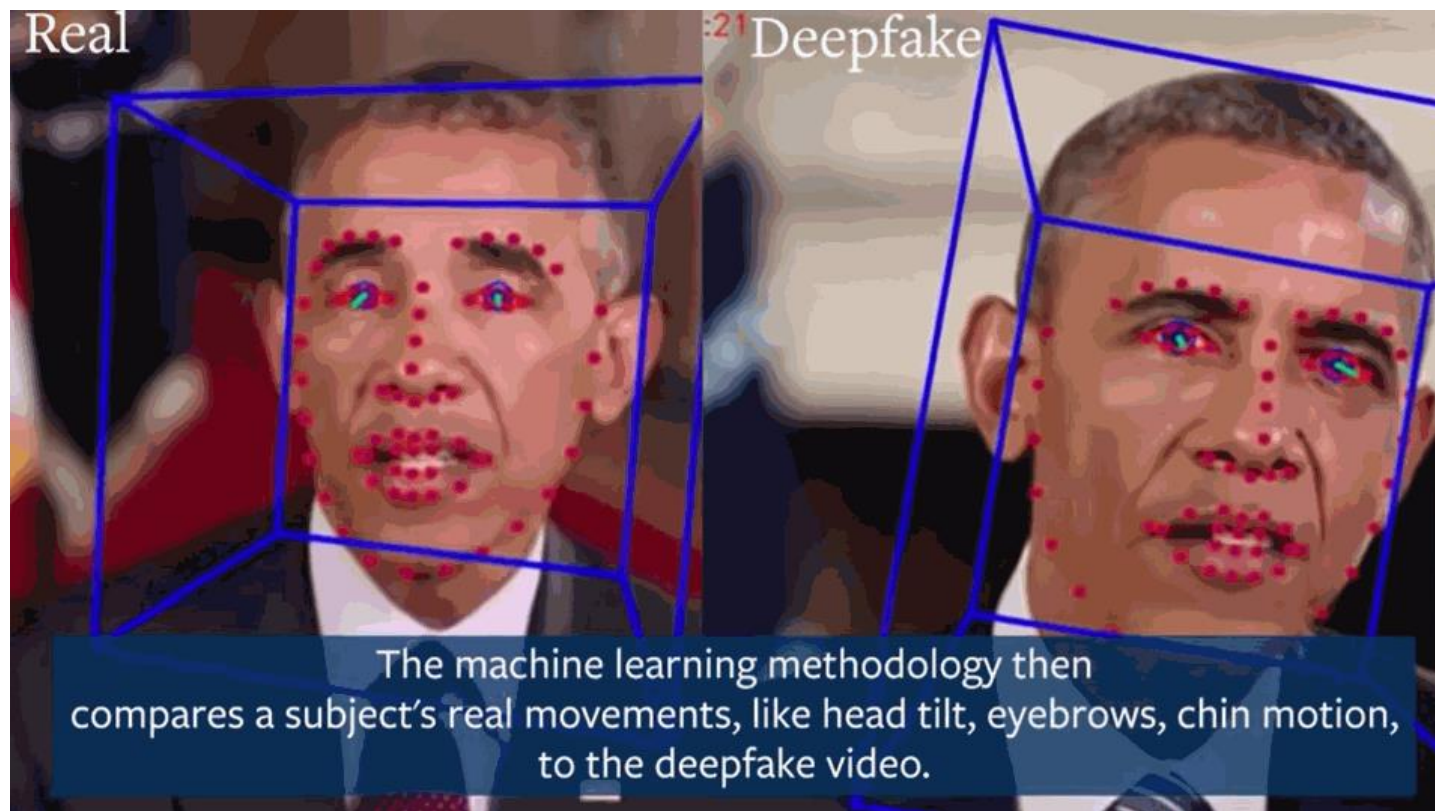 Real
:21
Deepfake
The machine learning methodology then
compares a subject's real movements, like head tilt, eyebrows, chin motion,
to the deepfake video.